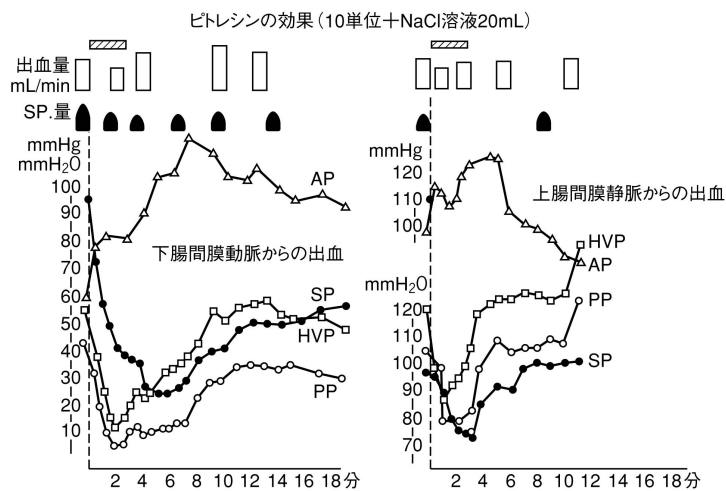 ピトレシンの効果（10単位＋NaCl溶液20mL）
出血量
mL/min
SP.量
mmHg
mmH₂O
100
90
80
70
60
50
40
30
20
10
AP
下腸間膜動脈からの出血
SP
HVP
PP
2 4 6 8 10 12 14 16 18 分
mmHg
120
110
100
上腸間膜静脈からの出血
HVP
AP
mmH₂O
120
110
100
90
80
70
PP
SP
2 4 6 8 10 12 14 16 18 分